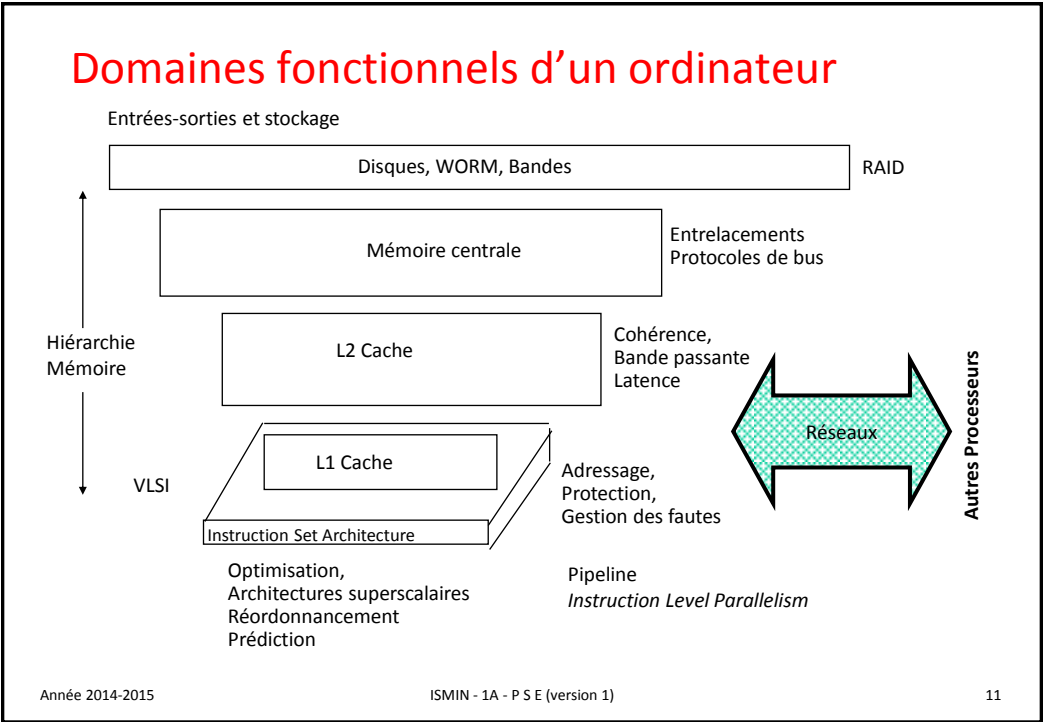 Domaines fonctionnels d’un ordinateur
Entrées-sorties et stockage
Disques, WORM, Bandes
RAID
Mémoire centrale
Entrelacements
Protocoles de bus
Hiérarchie
Mémoire
L2 Cache
Cohérence,
Bande passante
Latence
Réseaux
Autres Processeurs
L1 Cache
VLSI
Adressage,
Protection,
Gestion des fautes
Instruction Set Architecture
Optimisation,
Architectures superscalaires
Réordonnancement
Prédiction
Pipeline
Instruction Level Parallelism
Année 2014-2015
ISMIN - 1A - P S E (version 1)
11